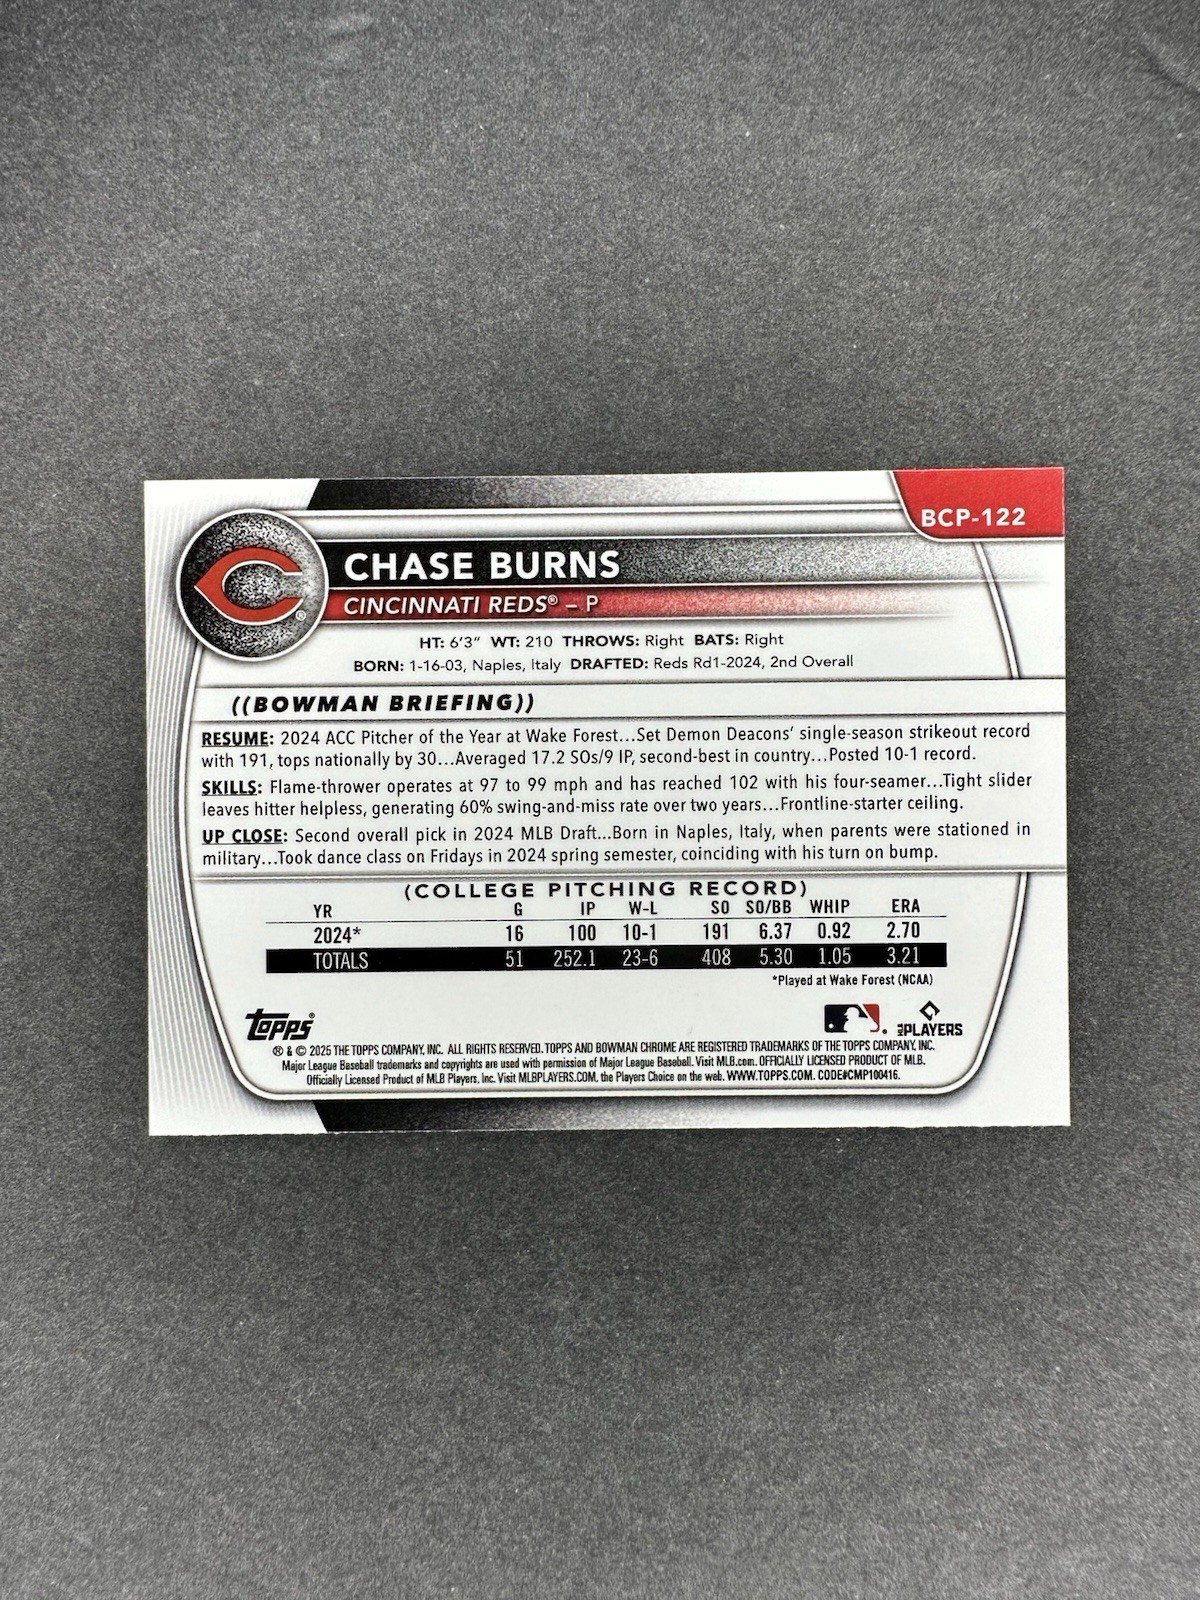 BCP-122
CHASE BURNS
CINCINNATI REDS® – P
HT: 6'3" WT: 210 THROWS: Right BATS: Right
BORN: 1-16-03, Naples, Italy DRAFTED: Reds Rd1-2024, 2nd Overall
((BOWMAN BRIEFING))
RESUME: 2024 ACC Pitcher of the Year at Wake Forest...Set Demon Deacons' single-season strikeout record
with 191, tops nationally by 30...Averaged 17.2 SOs/9 IP, second-best in country...Posted 10-1 record.
SKILLS: Flame-thrower operates at 97 to 99 mph and has reached 102 with his four-seamer...Tight slider
leaves hitter helpless, generating 60% swing-and-miss rate over two years...Frontline-starter ceiling.
UP CLOSE: Second overall pick in 2024 MLB Draft...Born in Naples, Italy, when parents were stationed in
military...Took dance class on Fridays in 2024 spring semester, coinciding with his turn on bump.
(COLLEGE PITCHING RECORD)
YR G IP W-L SO SO/BB WHIP ERA
2024* 16 100 10-1 191 6.37 0.92 2.70
TOTALS 51 252.1 23-6 408 5.30 1.05 3.21
*Played at Wake Forest (NCAA)
topps®
MLB PLAYERS
® & © 2025 THE TOPPS COMPANY, INC. ALL RIGHTS RESERVED. TOPPS AND BOWMAN CHROME ARE REGISTERED TRADEMARKS OF THE TOPPS COMPANY, INC.
Major League Baseball trademarks and copyrights are used with permission of Major League Baseball. Visit MLB.com. OFFICIALLY LICENSED PRODUCT OF MLB.
Officially Licensed Product of MLB Players, Inc. Visit MLBPLAYERS.COM, the Players Choice on the web. WWW.TOPPS.COM. CODE#CMP100416.